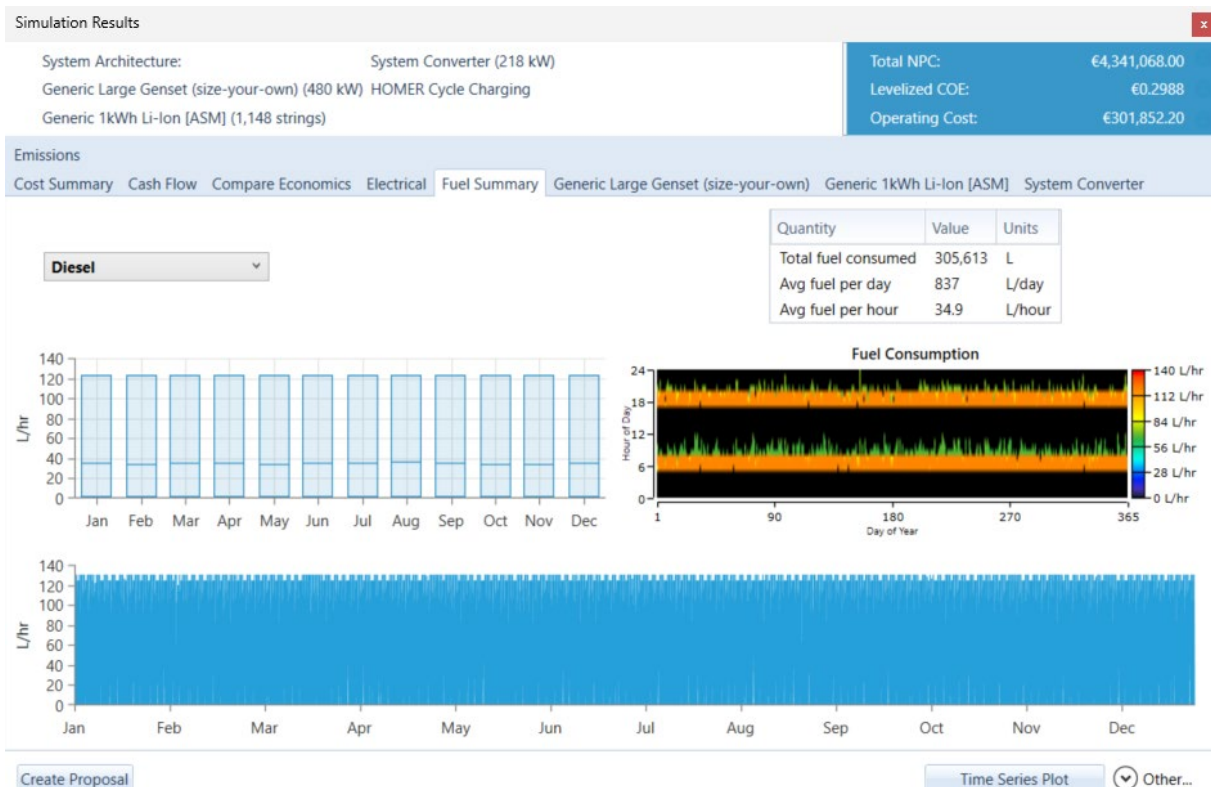 Simulation Results
x
System Architecture:
System Converter (218 kW)
Generic Large Genset (size-your-own) (480 kW)
HOMER Cycle Charging
Generic 1kWh Li-Ion [ASM] (1,148 strings)
Total NPC: €4,341,068.00
Levelized COE: €0.2988
Operating Cost: €301,852.20
Emissions
Cost Summary Cash Flow Compare Economics Electrical Fuel Summary Generic Large Genset (size-your-own) Generic 1kWh Li-Ion [ASM] System Converter
Diesel
Quantity Value Units
Total fuel consumed 305,613 L
Avg fuel per day 837 L/day
Avg fuel per hour 34.9 L/hour
140
120
100
80
60
40
20
0
L/hr
Jan Feb Mar Apr May Jun Jul Aug Sep Oct Nov Dec
Fuel Consumption
24
18
12
6
0
Hour of Day
1 90 180 270 365
Day of Year
140 L/hr
112 L/hr
84 L/hr
56 L/hr
28 L/hr
0 L/hr
140
120
100
80
60
40
20
0
L/hr
Jan Feb Mar Apr May Jun Jul Aug Sep Oct Nov Dec
Create Proposal
Time Series Plot
Other...